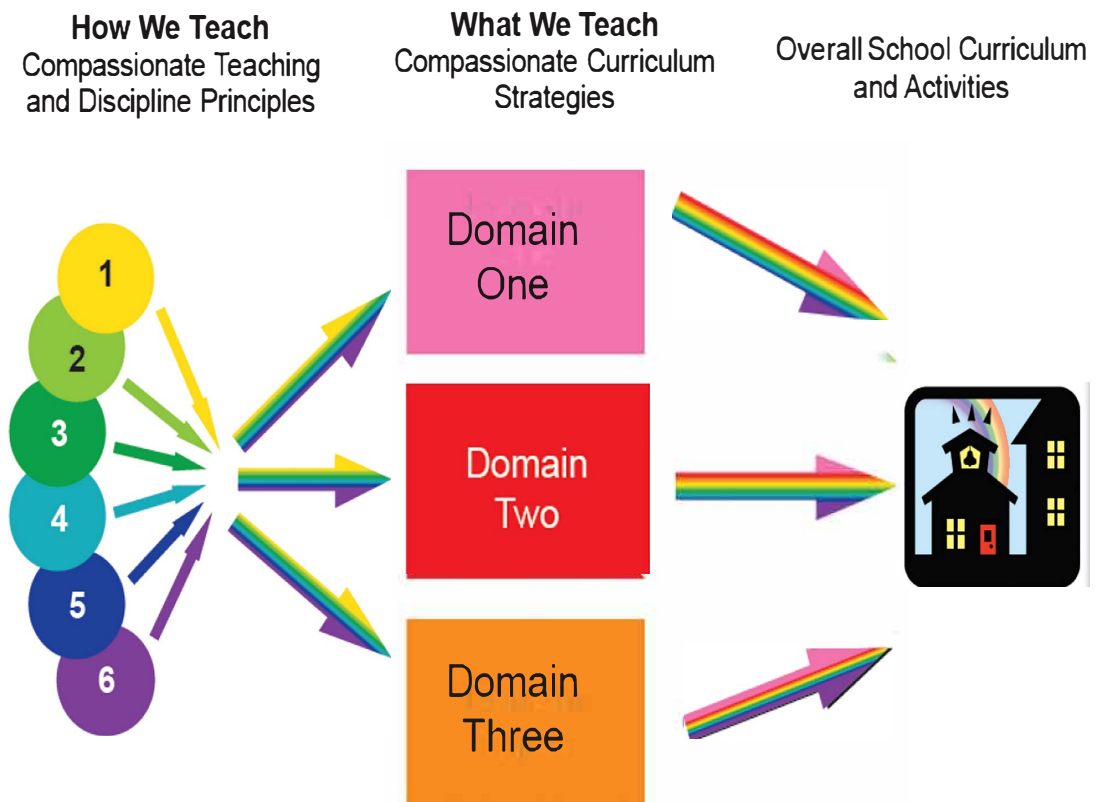 How We Teach
Compassionate Teaching
and Discipline Principles
What We Teach
Compassionate Curriculum
Strategies
Overall School Curriculum
and Activities
1
2
3
4
5
6
Domain
One
Domain
Two
Domain
Three